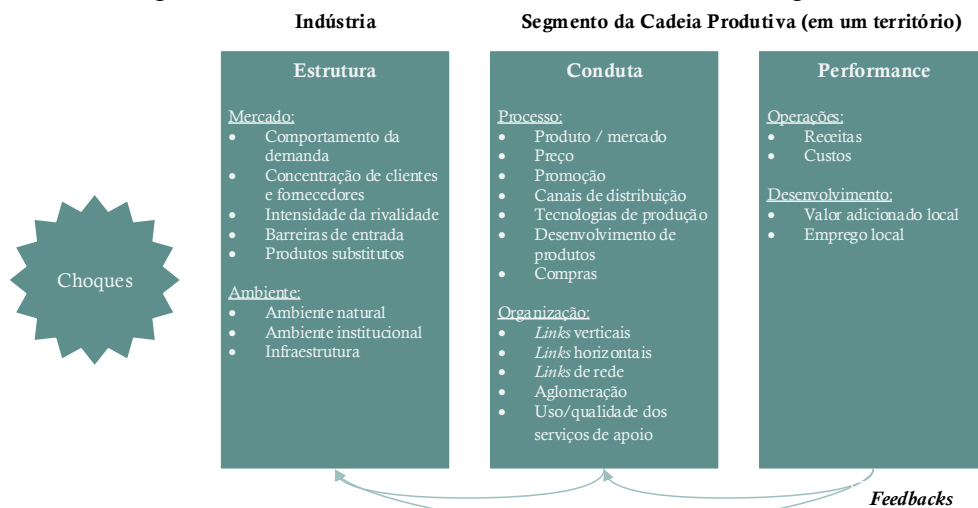 Indústria
Segmento da Cadeia Produtiva (em um território)
Choques
Estrutura
Mercado:
• Comportamento da
demanda
• Concentração de clientes
e fornecedores
• Intensidade da rivalidade
• Barreiras de entrada
• Produtos substitutos
Ambiente:
• Ambiente natural
• Ambiente institucional
• Infraestrutura
Conduta
Processo:
• Produto / mercado
• Preço
• Promoção
• Canais de distribuição
• Tecnologias de produção
• Desenvolvimento de
produtos
• Compras
Organização:
• Links verticais
• Links horizontais
• Links de rede
• Aglomeração
• Uso/qualidade dos
serviços de apoio
Performance
Operações:
• Receitas
• Custos
Desenvolvimento:
• Valor adicionado local
• Emprego local
Feedbacks